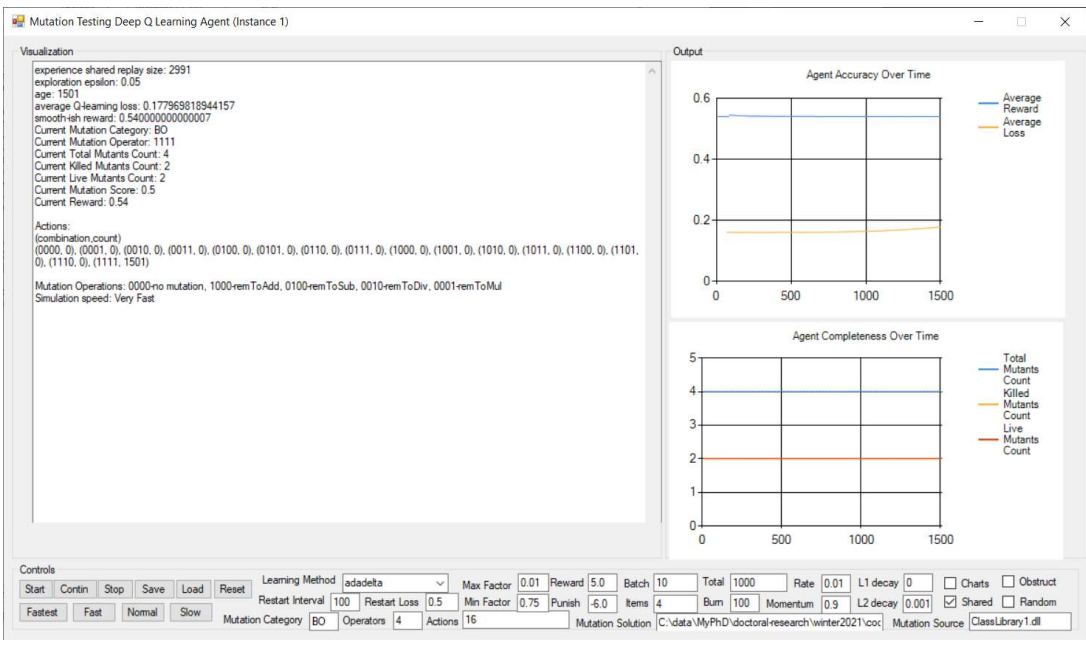 Mutation Testing Deep Q Learning Agent (Instance 1)
Visualization
experience shared replay size: 2991
exploration epsilon: 0.05
age: 1501
average Q-learning loss: 0.177969818944157
smooth-ish reward: 0.540000000000007
Current Mutation Category: BO
Current Mutation Operator: 1111
Current Total Mutants Count: 4
Current Killed Mutants Count: 2
Current Live Mutants Count: 2
Current Mutation Score: 0.5
Current Reward: 0.54
Actions:
(combination,count)
(0000, 0), (0001, 0), (0010, 0), (0011, 0), (0100, 0), (0101, 0), (0110, 0), (0111, 0), (1000, 0), (1001, 0), (1010, 0), (1011, 0), (1100, 0), (1101,
0), (1110, 0), (1111, 1501)
Mutation Operations: 0000-no mutation, 1000-remToAdd, 0100-remToSub, 0010-remToDiv, 0001-remToMul
Simulation speed: Very Fast
Output
Agent Accuracy Over Time
0.6
0.4
0.2
0
0 500 1000 1500
Average
Reward
Average
Loss
Agent Completeness Over Time
5
4
3
2
1
0
0 500 1000 1500
Total
Mutants
Count
Killed
Mutants
Count
Live
Mutants
Count
Controls
Start Contin Stop Save Load Reset Learning Method adadelta Max Factor 0.01 Reward 5.0 Batch 10 Total 1000 Rate 0.01 L1 decay 0 Charts Obstruct
Restart Interval 100 Restart Loss 0.5 Min Factor 0.75 Punish -6.0 Items 4 Burn 100 Momentum 0.9 L2 decay 0.001 Shared Random
Fastest Fast Normal Slow Mutation Category BO Operators 4 Actions 16 Mutation Solution C:\data\MyPhD\doctoral-research\winter2021\coc Mutation Source ClassLibrary1.dll